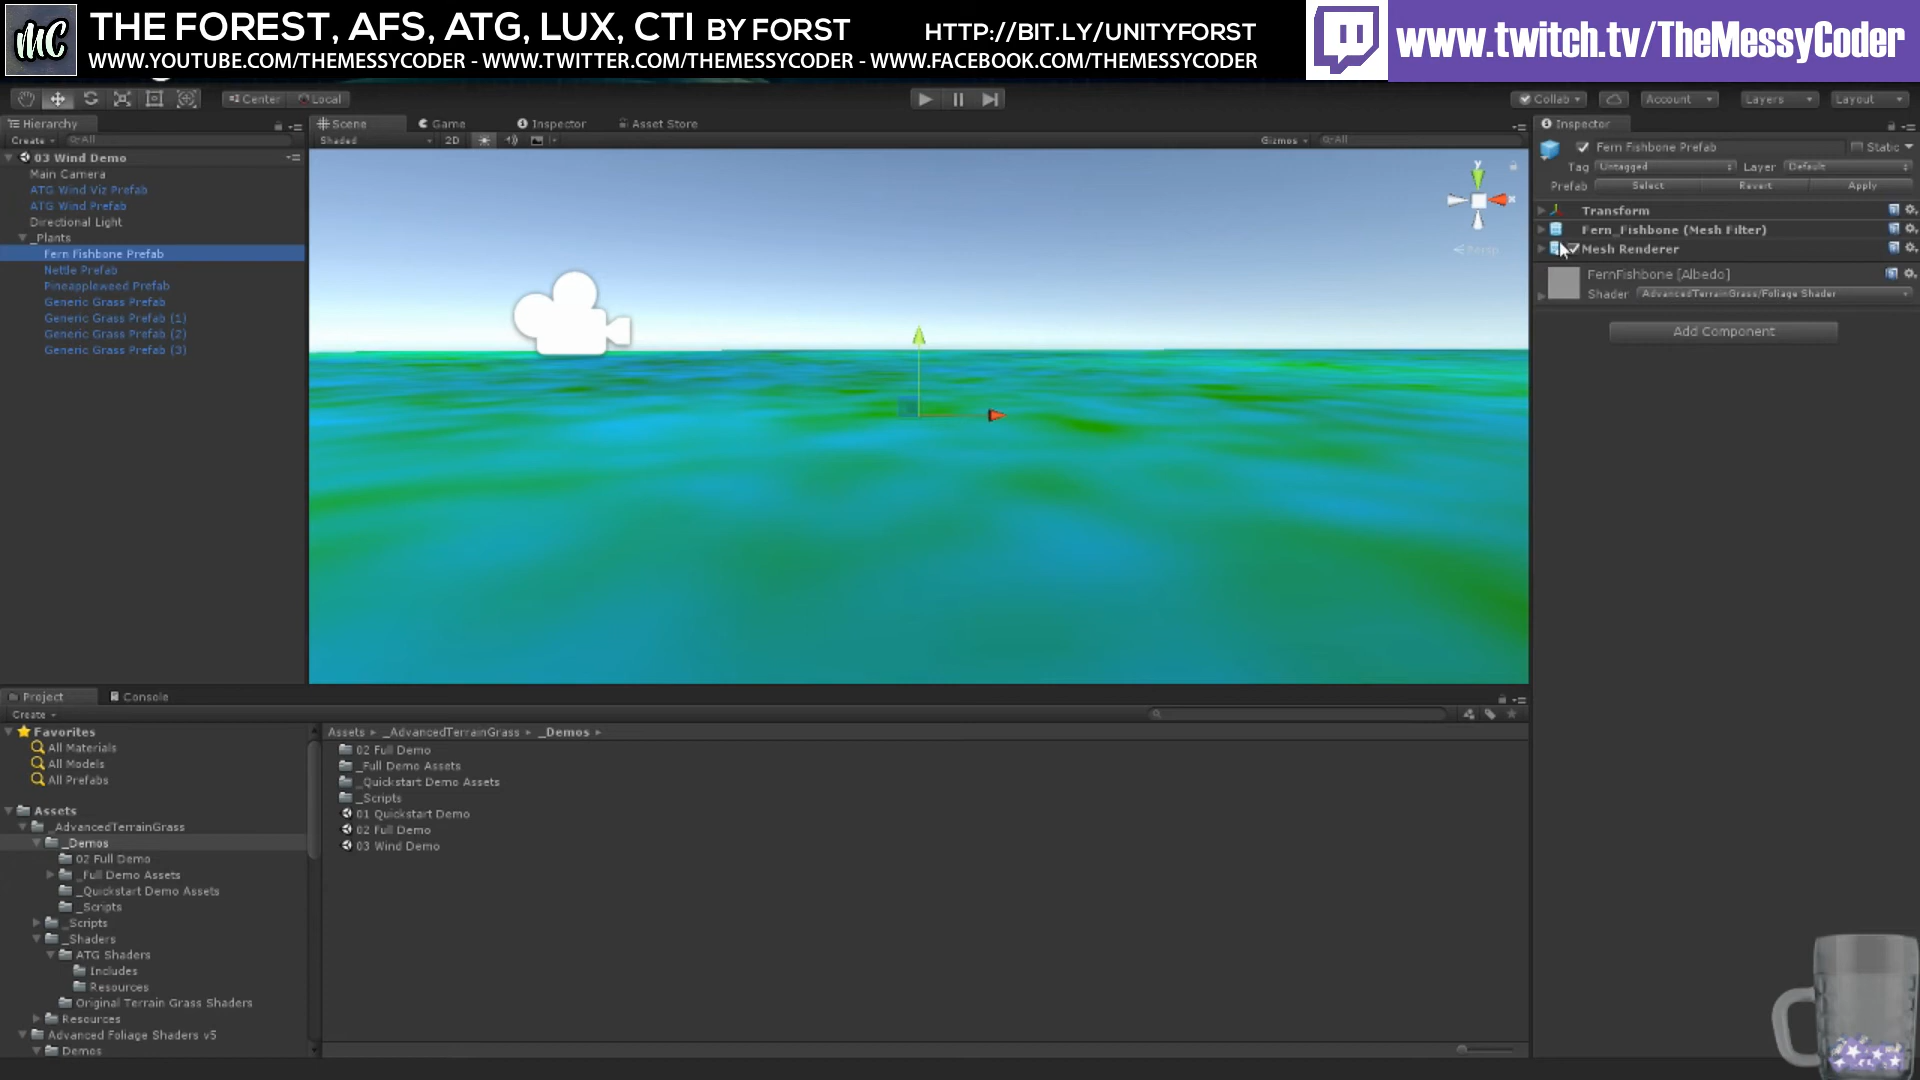 MC
THE FOREST, AFS, ATG, LUX, CTI BY FORST
HTTP://BIT.LY/UNITYFORST
WWW.YOUTUBE.COM/THEMESSYCODER - WWW.TWITTER.COM/THEMESSYCODER - WWW.FACEBOOK.COM/THEMESSYCODER
www.twitch.tv/TheMessyCoder
Center
Local
Collab
Account
Layers
Layout
Hierarchy
Create
All
03 Wind Demo
Main Camera
ATG Wind Viz Prefab
ATG Wind Prefab
Directional Light
_Plants
Fern Fishbone Prefab
Nettle Prefab
Pineappleweed Prefab
Generic Grass Prefab
Generic Grass Prefab (1)
Generic Grass Prefab (2)
Generic Grass Prefab (3)
Scene
Game
Inspector
Asset Store
Shaded
2D
Gizmos
All
y
x
Persp
Inspector
Fern Fishbone Prefab
Static
Tag Untagged
Layer Default
Prefab
Select
Revert
Apply
Transform
Fern_Fishbone (Mesh Filter)
Mesh Renderer
FernFishbone [Albedo]
Shader AdvancedTerrainGrass/Foliage Shader
Add Component
Project
Console
Create
Favorites
All Materials
All Models
All Prefabs
Assets
_AdvancedTerrainGrass
_Demos
02 Full Demo
_Full Demo Assets
_Quickstart Demo Assets
_Scripts
_Scripts
_Shaders
ATG Shaders
Includes
Resources
Original Terrain Grass Shaders
Resources
Advanced Foliage Shaders v5
Demos
Assets
_AdvancedTerrainGrass
_Demos
02 Full Demo
_Full Demo Assets
_Quickstart Demo Assets
_Scripts
01 Quickstart Demo
02 Full Demo
03 Wind Demo